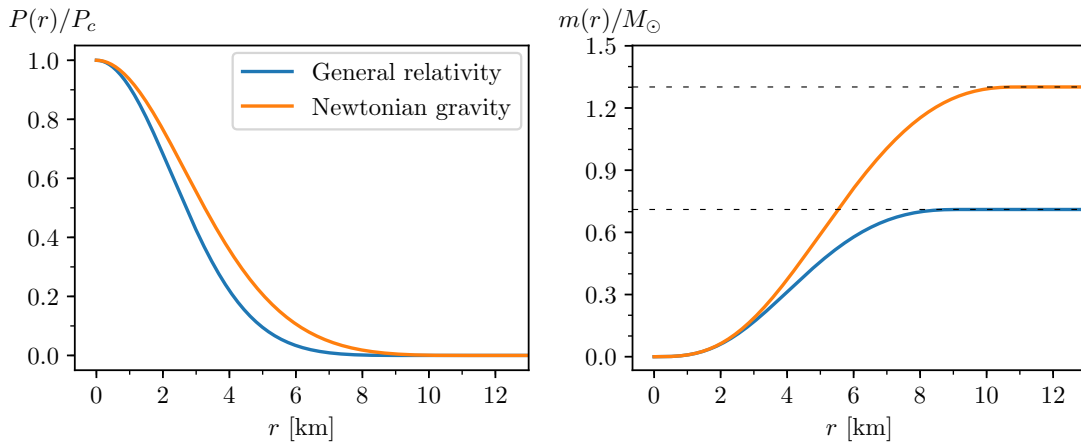 P(r)/P_c
1.0
0.8
0.6
0.4
0.2
0.0
General relativity
Newtonian gravity
0 2 4 6 8 10 12
r [km]
m(r)/M_⊙
1.5
1.2
0.9
0.6
0.3
0.0
0 2 4 6 8 10 12
r [km]